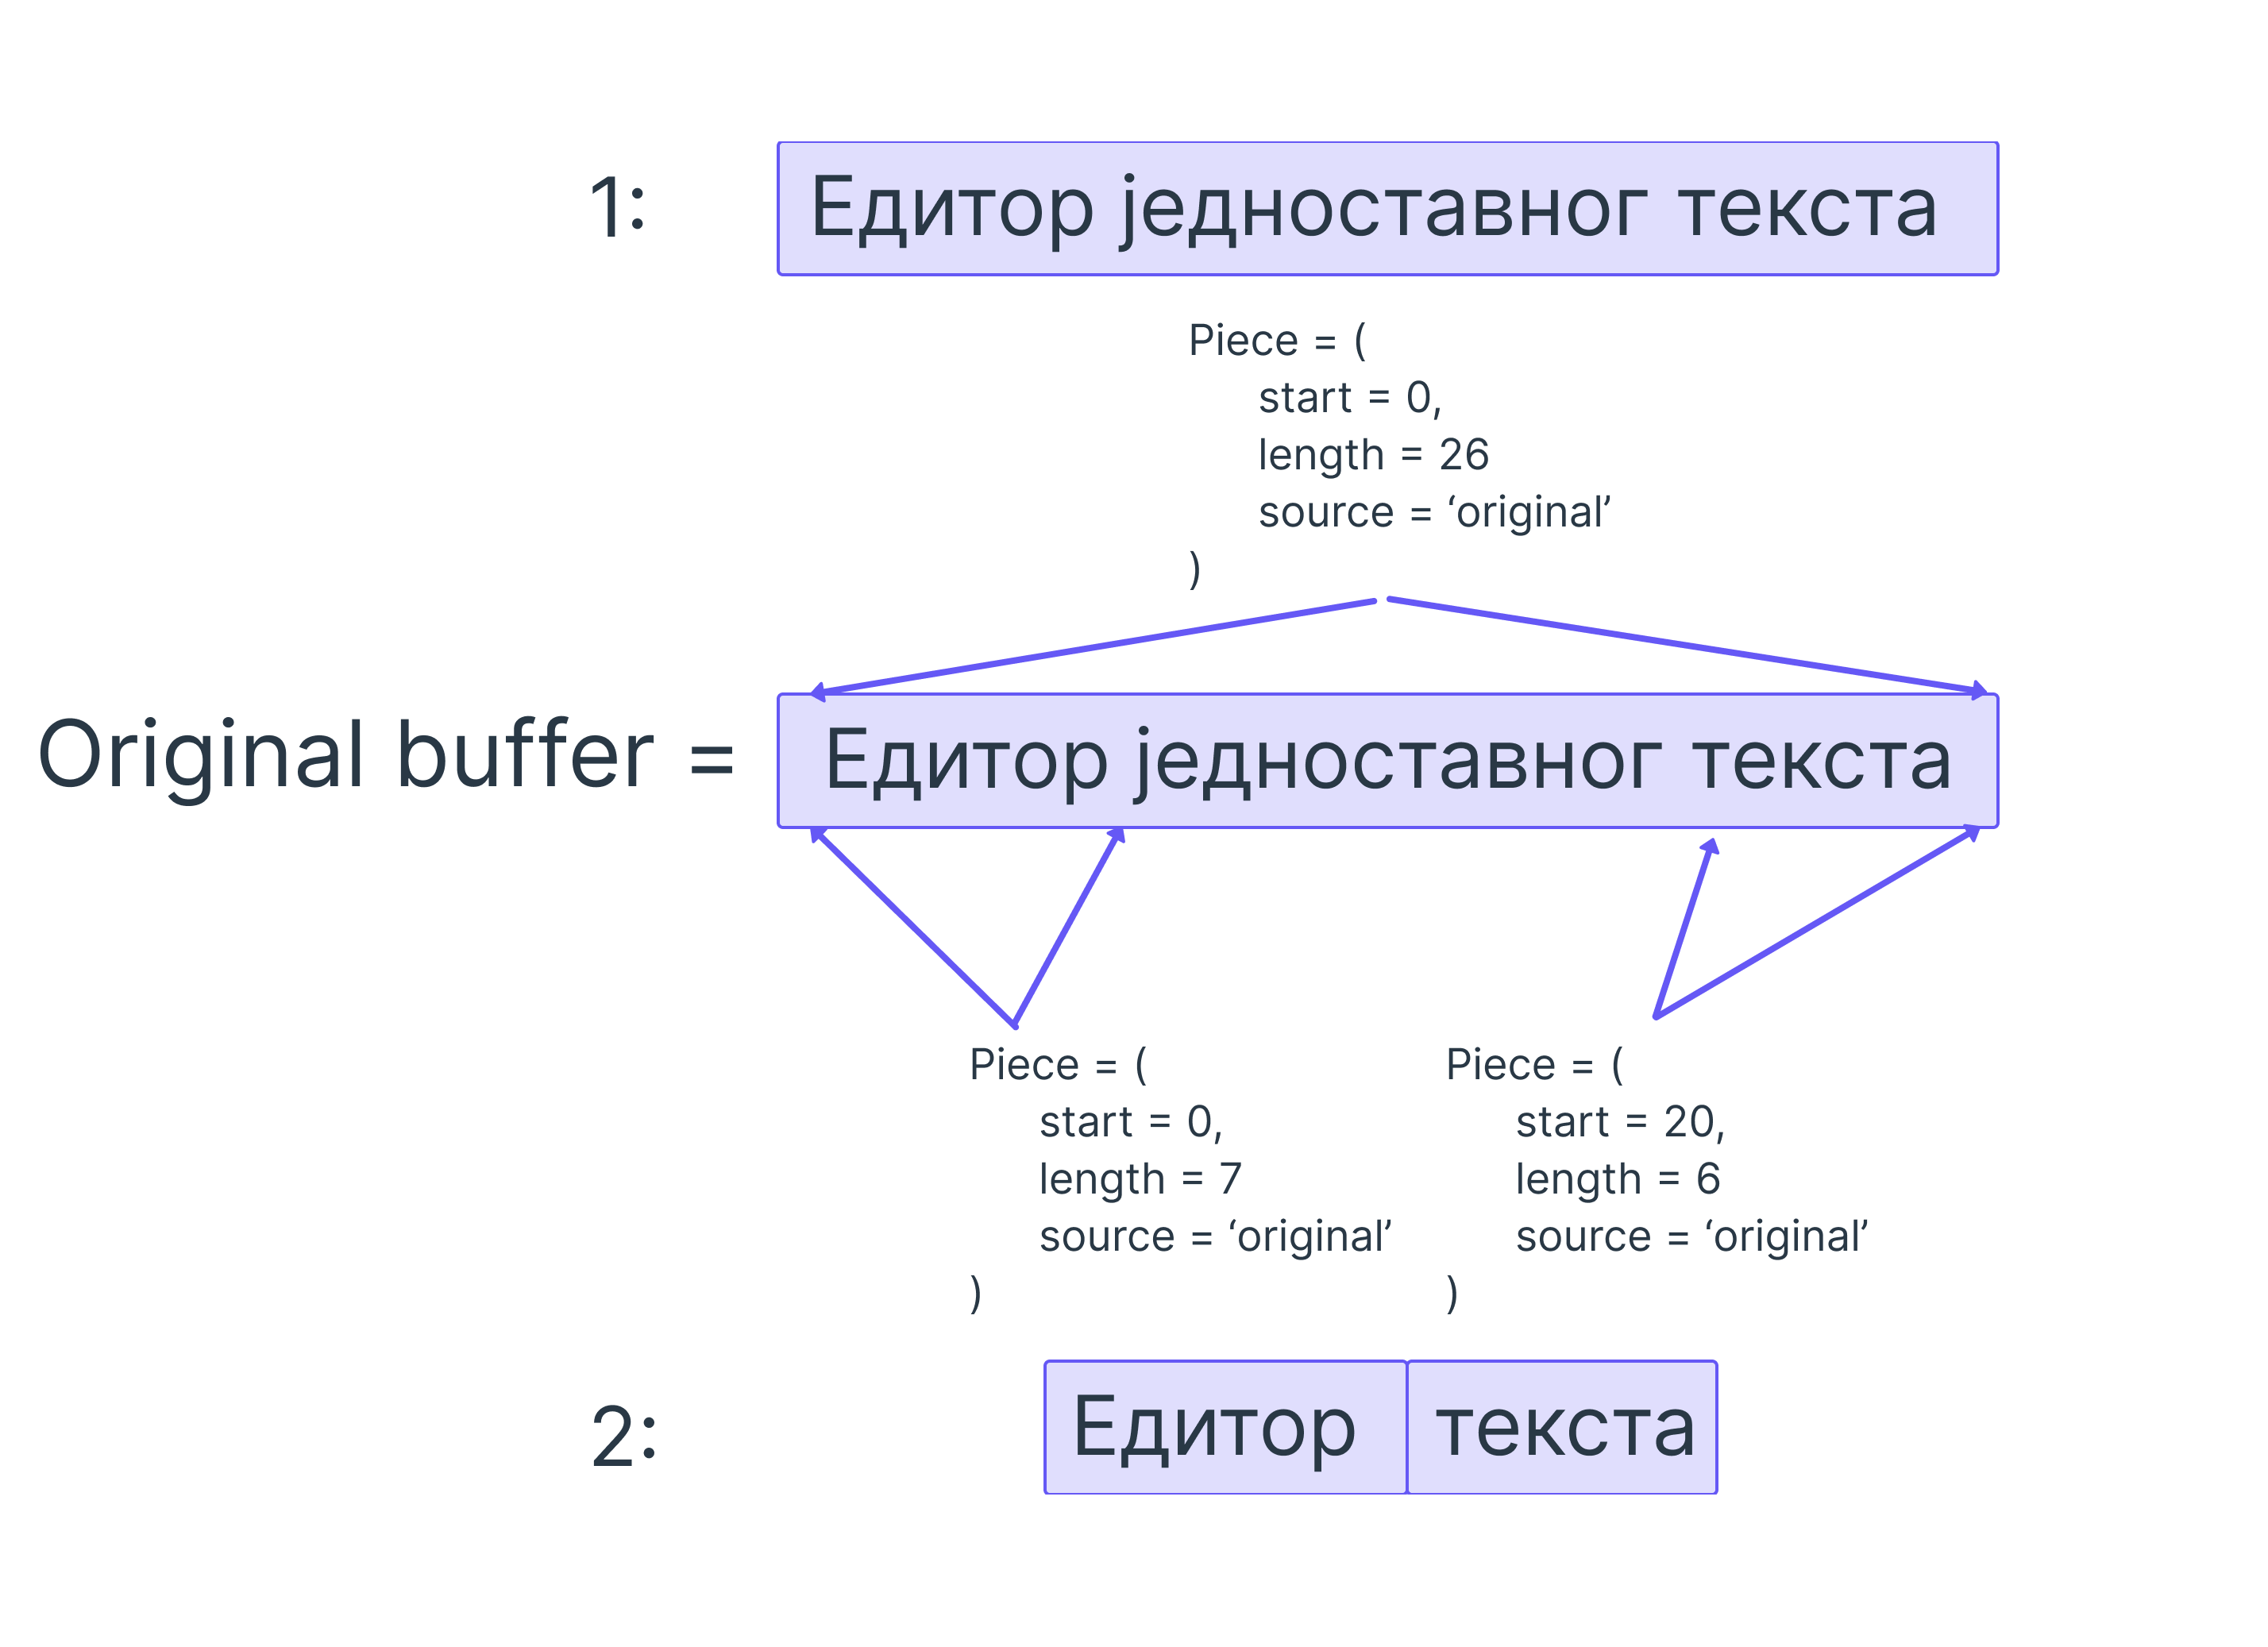 1:
Едитор једноставног текста
Piece = (
start = 0,
length = 26
source = ‘original’
)
Original buffer =
Едитор једноставног текста
Piece = (
start = 0,
length = 7
source = ‘original’
)
Piece = (
start = 20,
length = 6
source = ‘original’
)
2:
Едитор текста